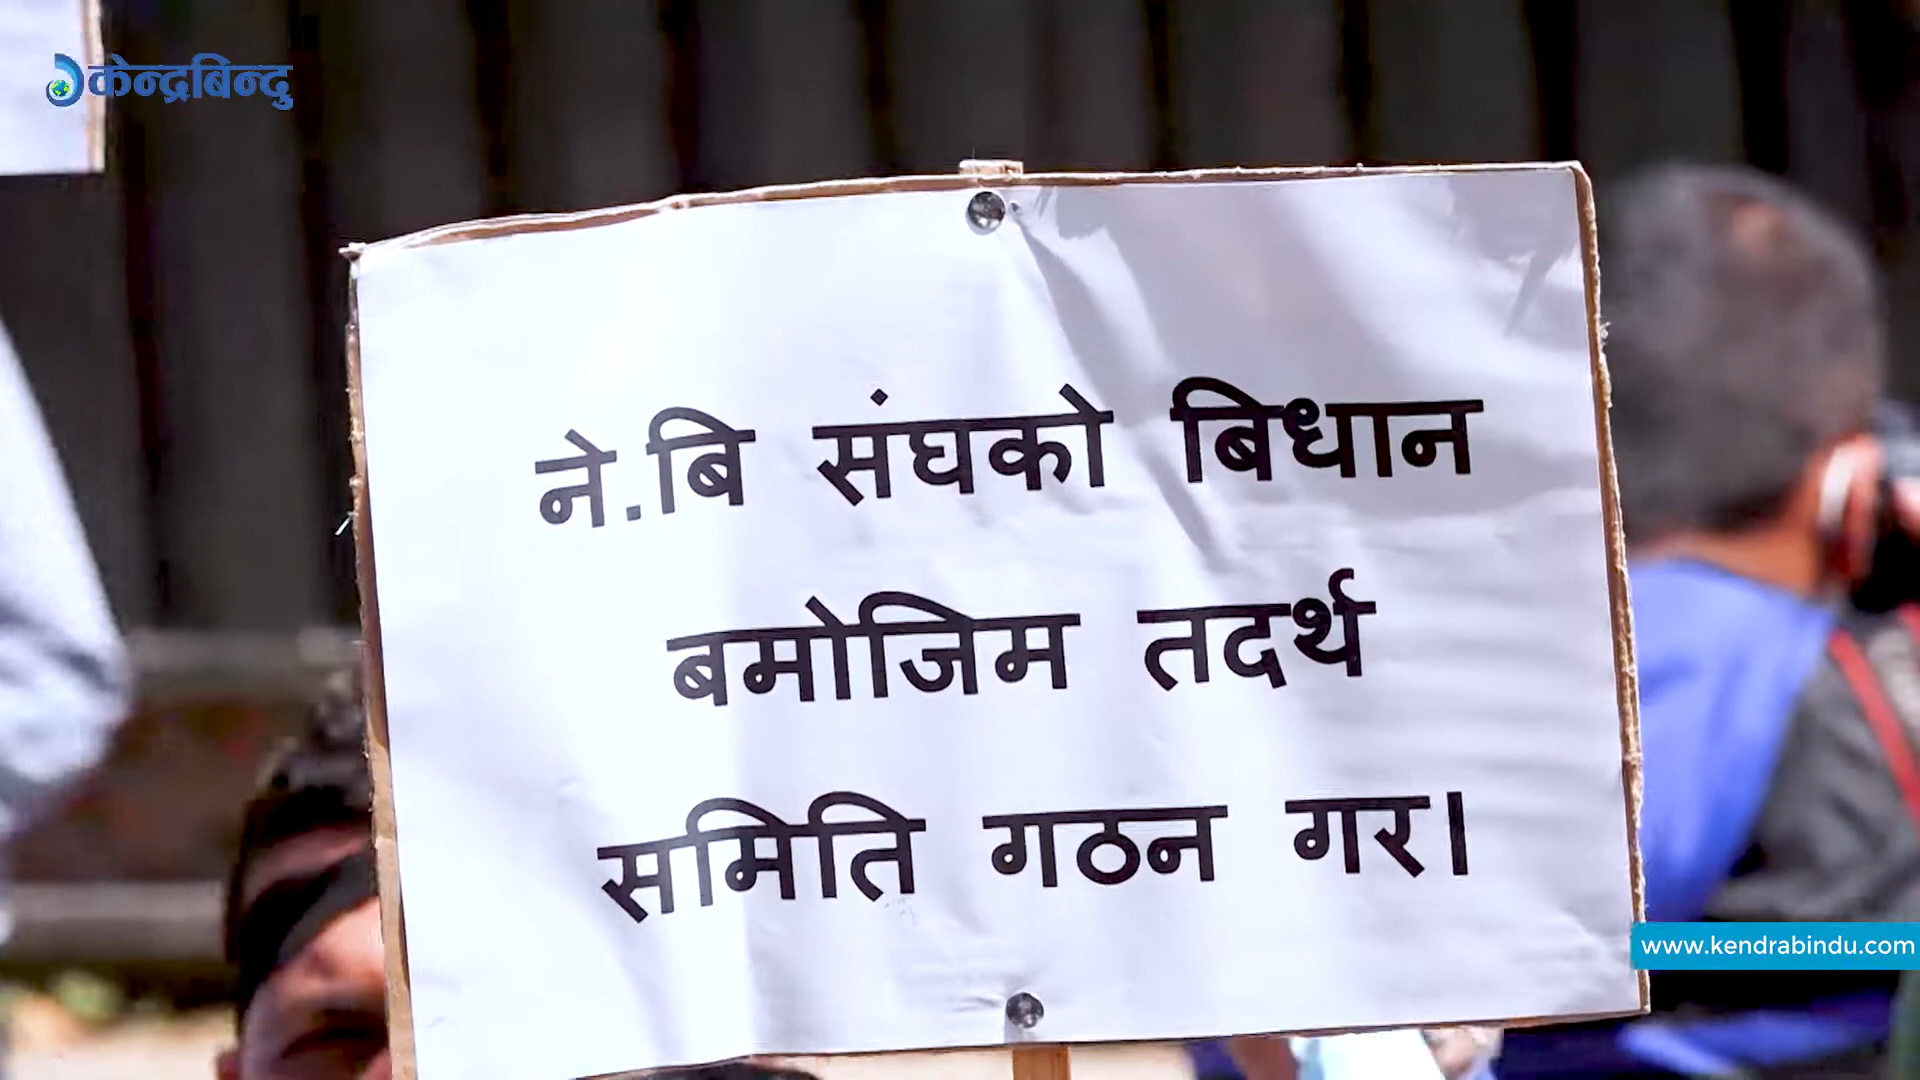 केन्द्रबिन्दु
ने.बि संघको बिधान
बमोजिम तदर्थ
समिति गठन गर।
www.kendrabindu.com